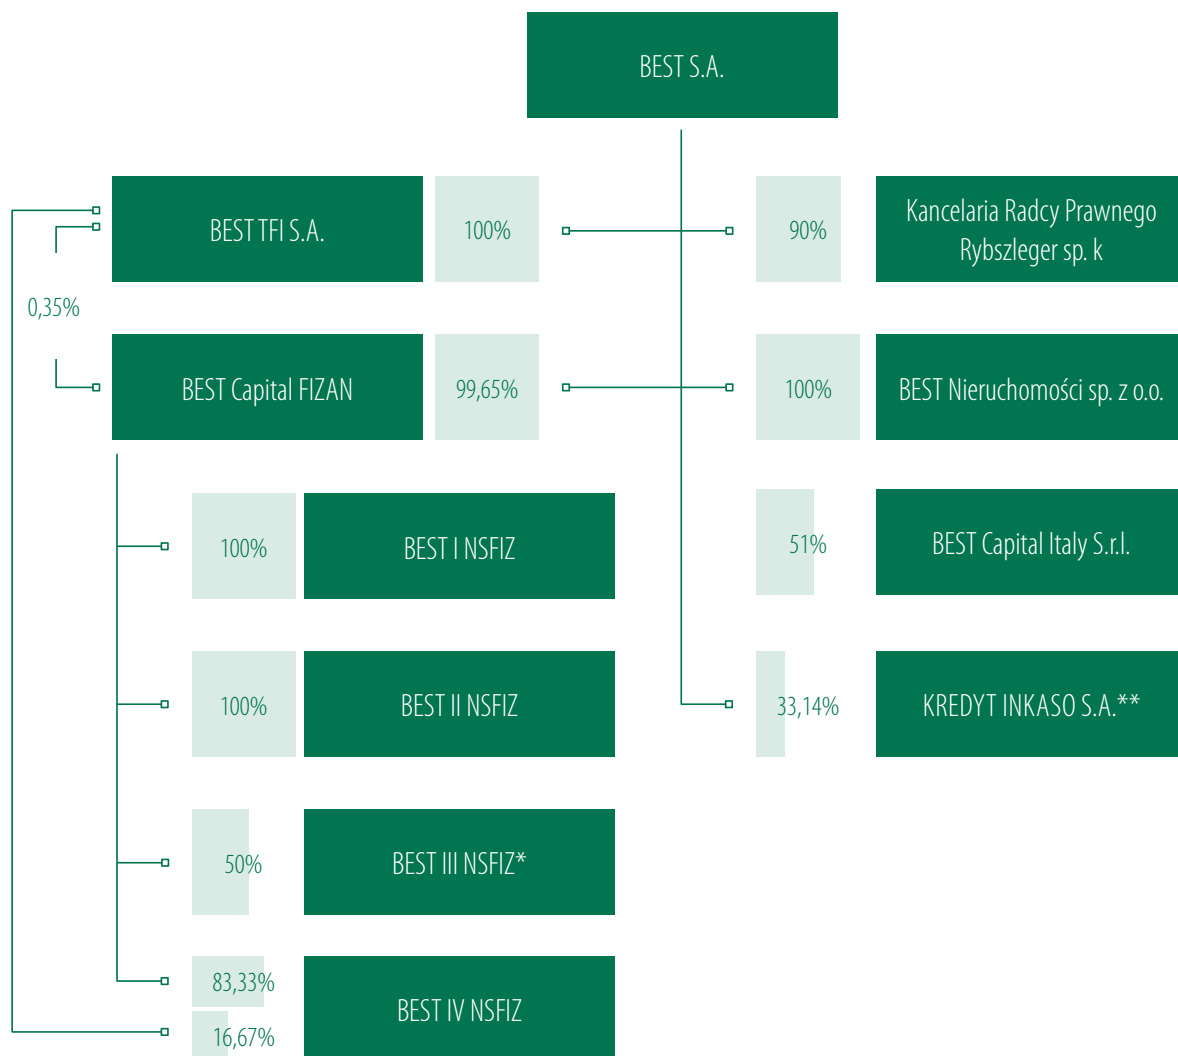 BEST S.A.
BEST TFI S.A.
100%
90%
Kancelaria Radcy Prawnego
Rybszleger sp. k
0,35%
BEST Capital FIZAN
99,65%
100%
BEST Nieruchomości sp. z o.o.
100%
BEST I NSFIZ
51%
BEST Capital Italy S.r.l.
100%
BEST II NSFIZ
33,14%
KREDYT INKASO S.A.**
50%
BEST III NSFIZ*
83,33%
BEST IV NSFIZ
16,67%